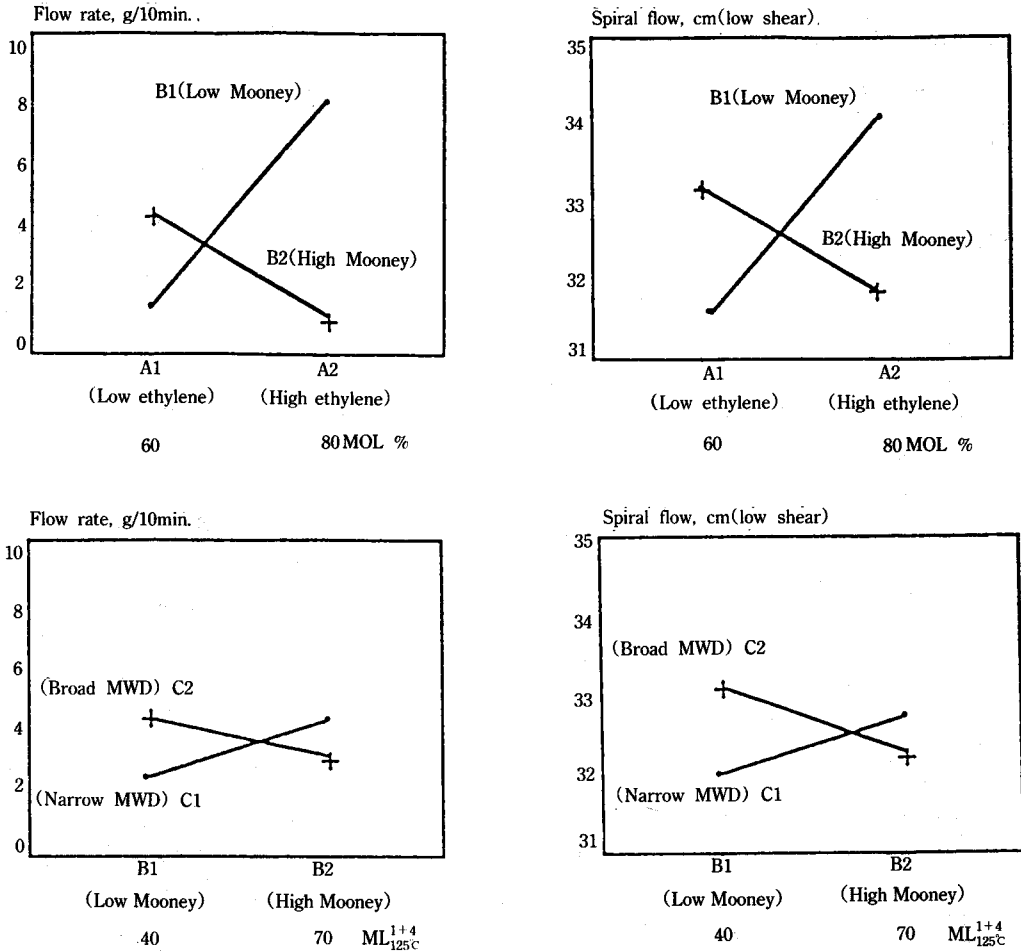 Flow rate, g/10min..
10
8
6
4
2
0
B1(Low Mooney)
B2(High Mooney)
A1 A2
(Low ethylene) (High ethylene)
60 80 MOL %
Spiral flow, cm(low shear)
35
34
33
32
31
B1(Low Mooney)
B2(High Mooney)
A1 A2
(Low ethylene) (High ethylene)
60 80 MOL %
Flow rate, g/10min.
10
8
6
4
2
0
(Broad MWD) C2
(Narrow MWD) C1
B1 B2
(Low Mooney) (High Mooney)
40 70 ML1+4 125℃
Spiral flow, cm(low shear)
35
34
33
32
31
(Broad MWD) C2
(Narrow MWD) C1
B1 B2
(Low Mooney) (High Mooney)
40 70 ML1+4 125℃